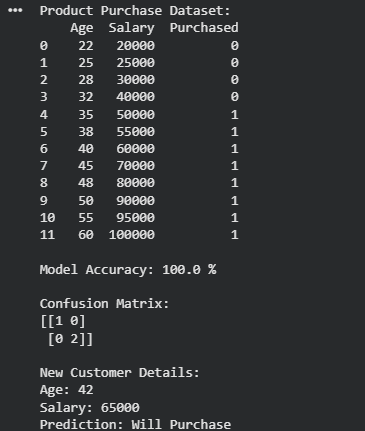 ••• Product Purchase Dataset:
    Age  Salary  Purchased
0    22   20000          0
1    25   25000          0
2    28   30000          0
3    32   40000          0
4    35   50000          1
5    38   55000          1
6    40   60000          1
7    45   70000          1
8    48   80000          1
9    50   90000          1
10   55   95000          1
11   60  100000          1
Model Accuracy: 100.0 %
Confusion Matrix:
[[1 0]
 [0 2]]
New Customer Details:
Age: 42
Salary: 65000
Prediction: Will Purchase